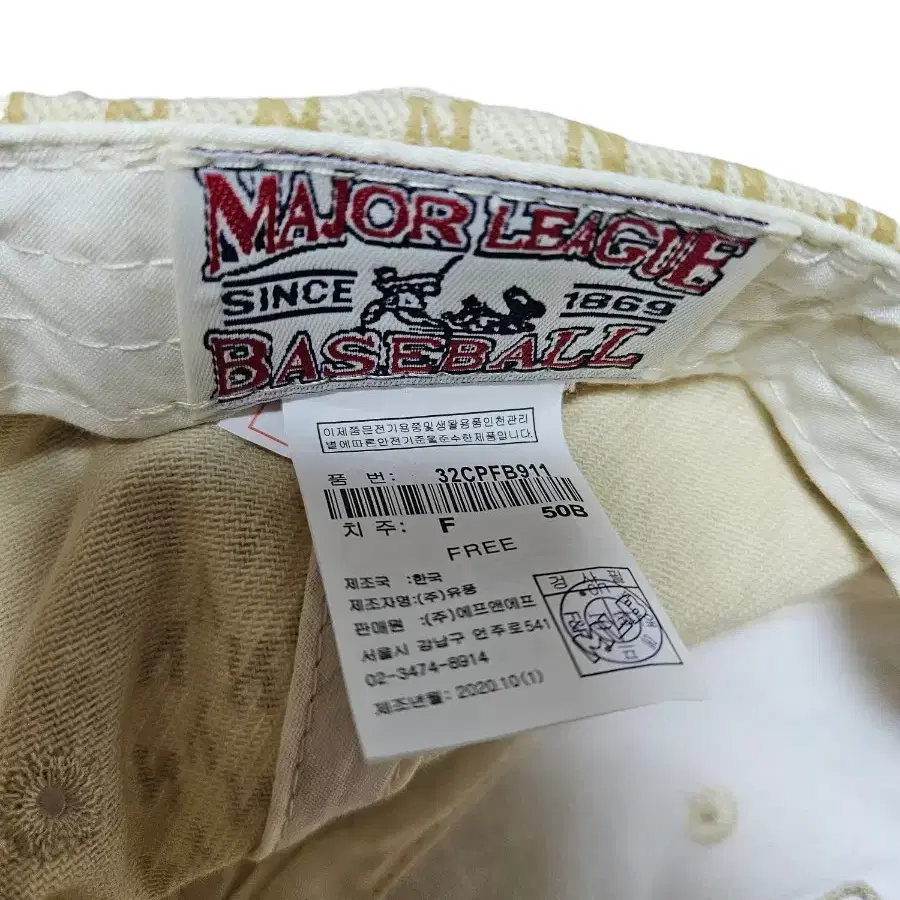 MAJOR LEAGUE
SINCE 1869
BASEBALL
이제품은전기용품및생활용품안전관리
법에따른안전기준을준수한제품입니다.
품 번: 32CPFB911
치 수: F 50B
FREE
제조국 :한국
제조자명:(주)유풍
판매원 :(주)에프앤에프
서울시 강남구 언주로541
02-3474-6914
제조년월: 2020.10(1)
검사필